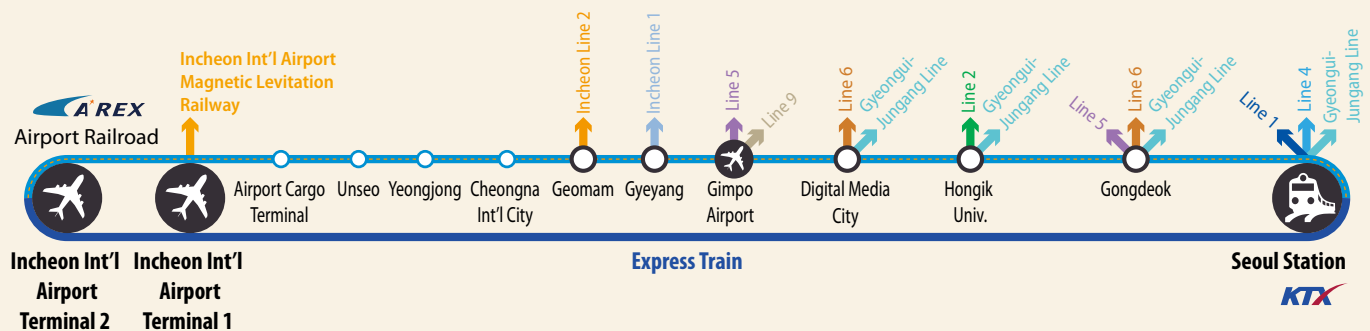 A'REX
Airport Railroad
Incheon Int'l Airport
Magnetic Levitation
Railway
Incheon Line 2
Incheon Line 1
Line 5
Line 9
Line 6
Gyeongui-
Jungang Line
Line 2
Gyeongui-
Jungang Line
Line 5
Line 6
Gyeongui-
Jungang Line
Line 1
Line 4
Gyeongui-
Jungang Line
Airport Cargo
Terminal
Unseo
Yeongjong
Cheongna
Int'l City
Geomam
Gyeyang
Gimpo
Airport
Digital Media
City
Hongik
Univ.
Gongdeok
Incheon Int'l
Airport
Terminal 2
Incheon Int'l
Airport
Terminal 1
Express Train
Seoul Station
KTX